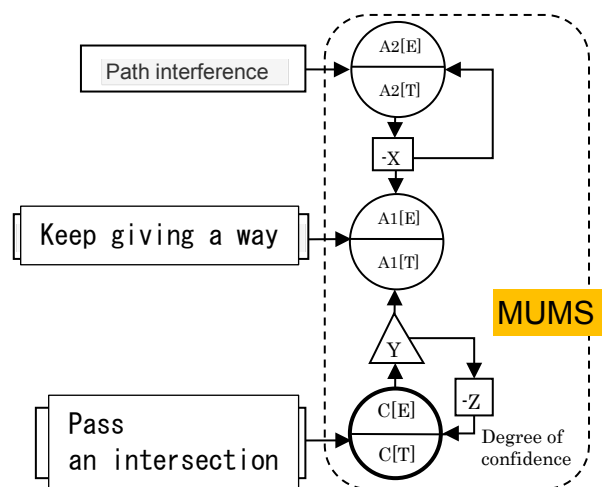 A2[E]
Path interference
A2[T]
-X
A1[E]
Keep giving a way
A1[T]
MUMS
Y
-Z
C[E]
Pass
an intersection
C[T]
Degree of
confidence